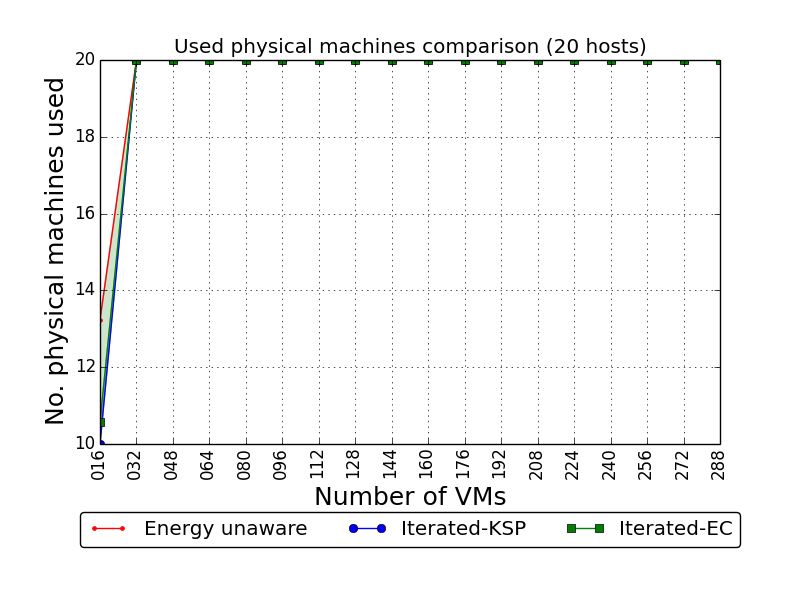 Used physical machines comparison (20 hosts)
No. physical machines used
20
18
16
14
12
10
016 032 048 064 080 096 112 128 144 160 176 192 208 224 240 256 272 288
Number of VMs
Energy unaware Iterated-KSP Iterated-EC